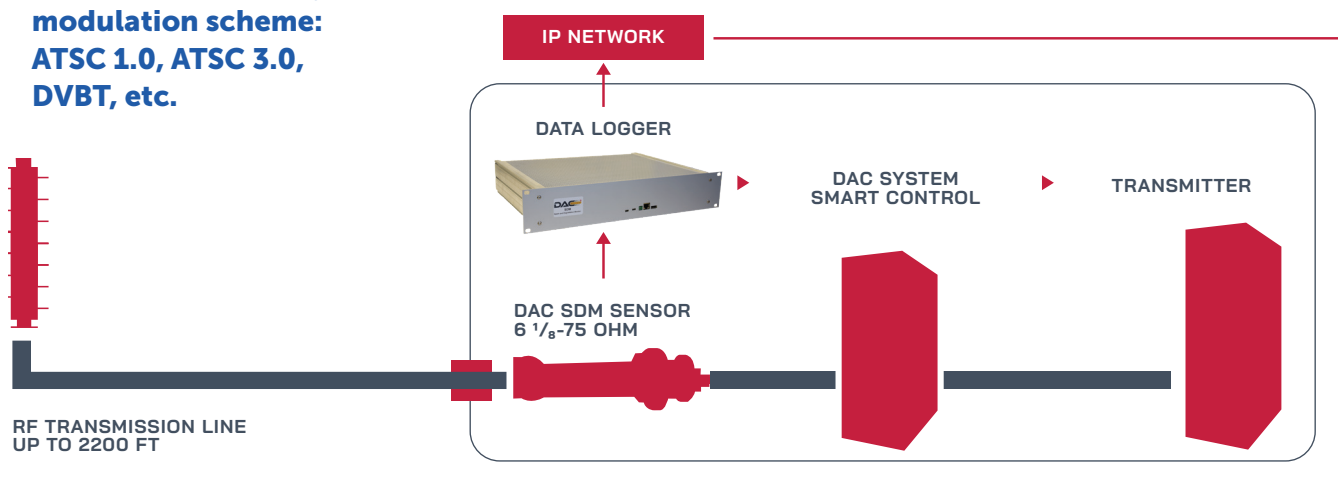 modulation scheme:
ATSC 1.0, ATSC 3.0,
DVBT, etc.
IP NETWORK
DATA LOGGER
DAC
DAC SYSTEM
SMART CONTROL
TRANSMITTER
DAC SDM SENSOR
6 ¹/₈-75 OHM
RF TRANSMISSION LINE
UP TO 2200 FT